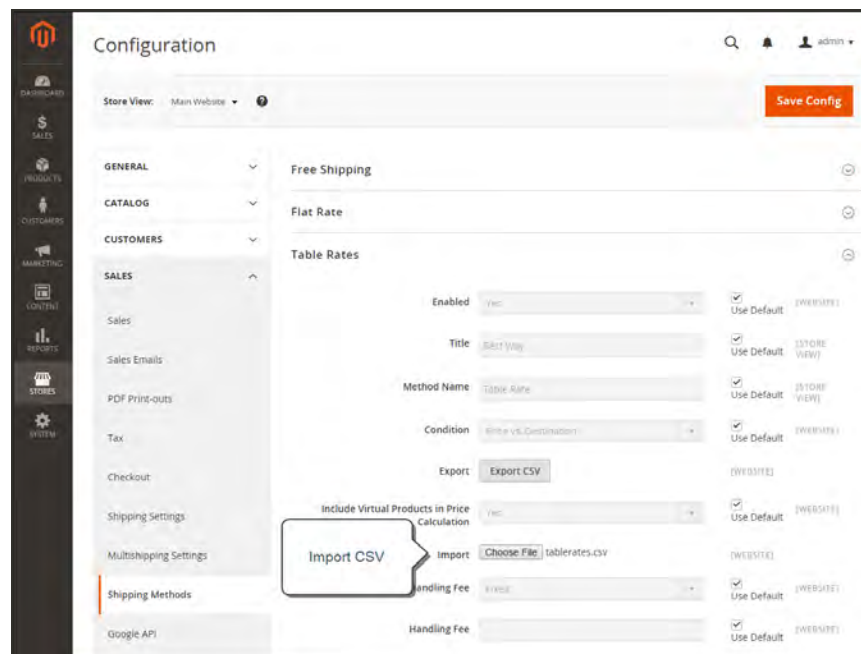 Configuration
admin
Store View: Main Website
Save Config
DASHBOARD
SALES
PRODUCTS
CUSTOMERS
MARKETING
CONTENT
REPORTS
STORES
SYSTEM
GENERAL
CATALOG
CUSTOMERS
SALES
Sales
Sales Emails
PDF Print-outs
Tax
Checkout
Shipping Settings
Multishipping Settings
Shipping Methods
Google API
Free Shipping
Flat Rate
Table Rates
Enabled Yes Use Default [WEBSITE]
Title Best Way Use Default [STORE
VIEW]
Method Name Table Rate Use Default [STORE
VIEW]
Condition Price vs. Destination Use Default [WEBSITE]
Export Export CSV [WEBSITE]
Include Virtual Products in Price
Calculation Yes Use Default [WEBSITE]
Import CSV
Import Choose File tablerates.csv [WEBSITE]
andling Fee Fixed Use Default [WEBSITE]
Handling Fee Use Default [WEBSITE]